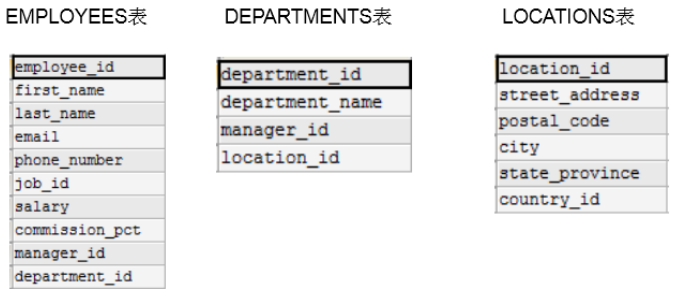 EMPLOYEES表
employee_id
first_name
last_name
email
phone_number
job_id
salary
commission_pct
manager_id
department_id
DEPARTMENTS表
department_id
department_name
manager_id
location_id
LOCATIONS表
location_id
street_address
postal_code
city
state_province
country_id